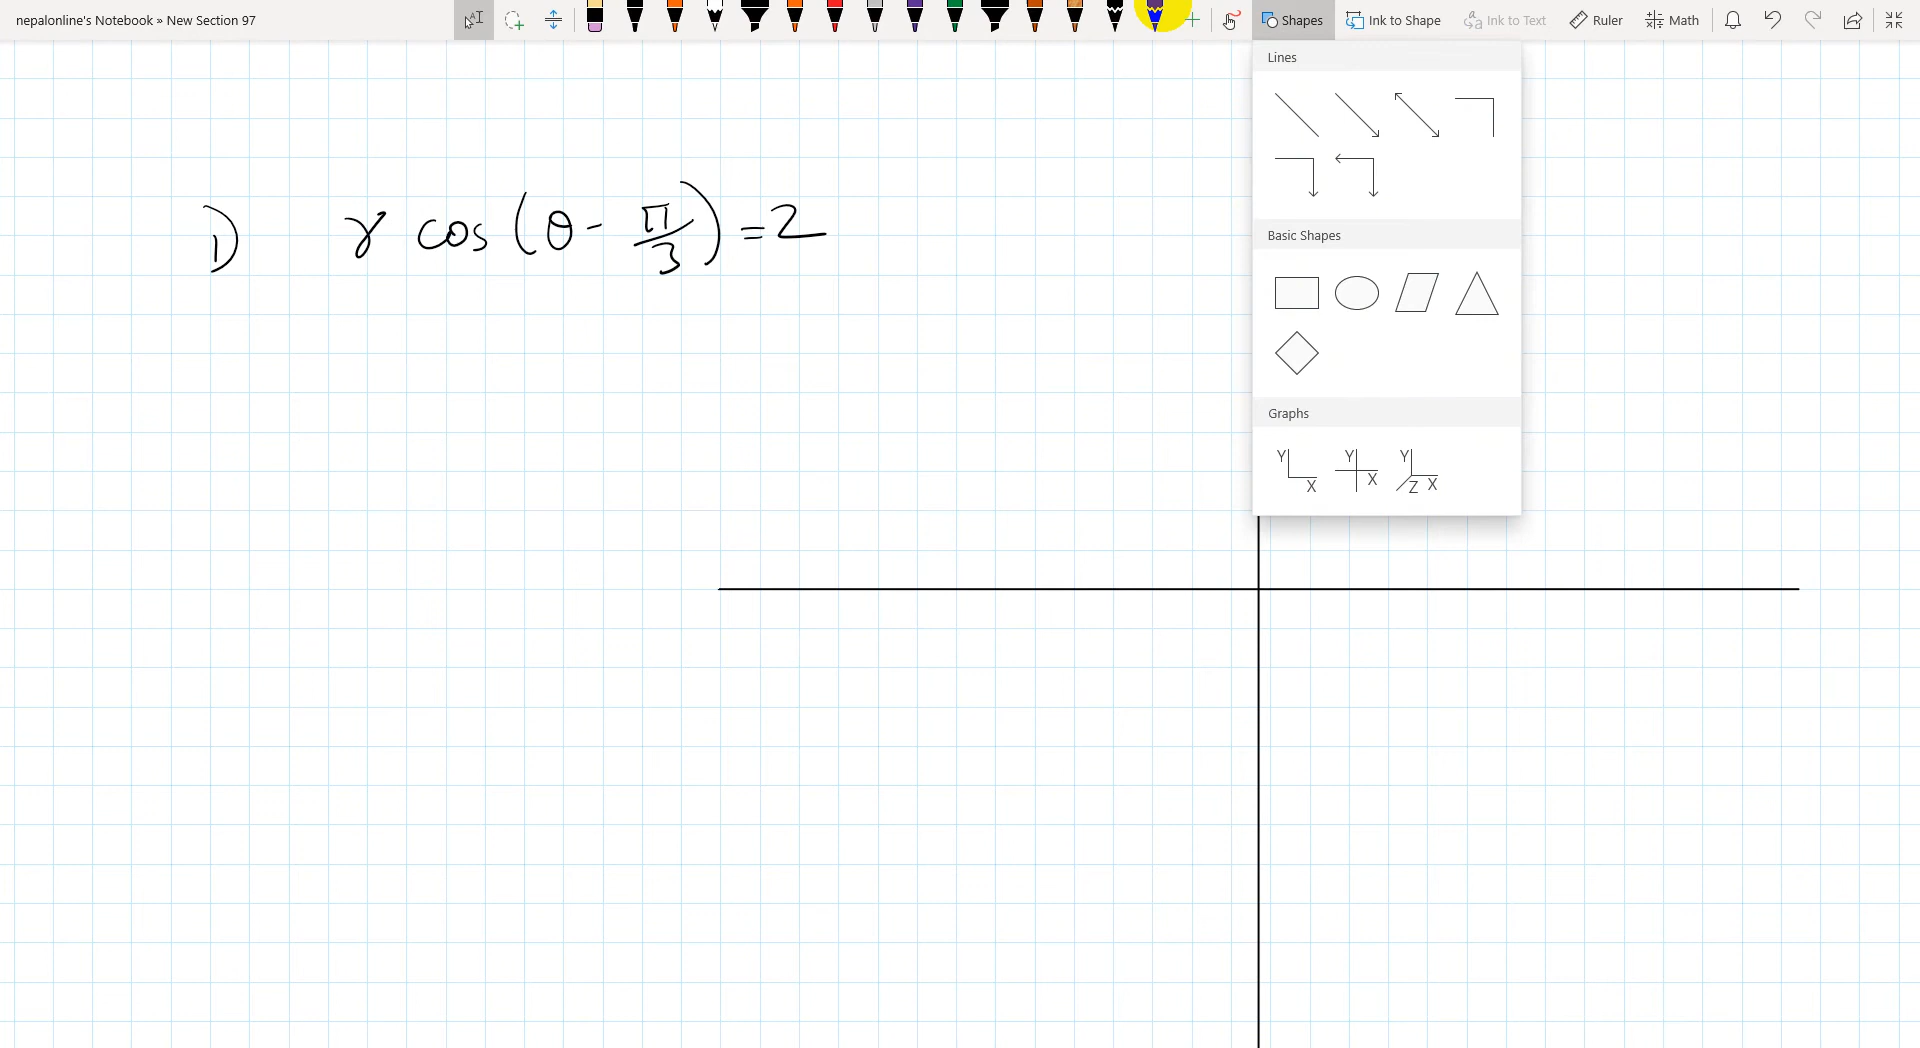 nepalonline's Notebook » New Section 97
Shapes
Ink to Shape
Ink to Text
Ruler
Math
Lines
1) r cos(θ - π/3) = 2
Basic Shapes
Graphs
Y X
Y X
Y Z X